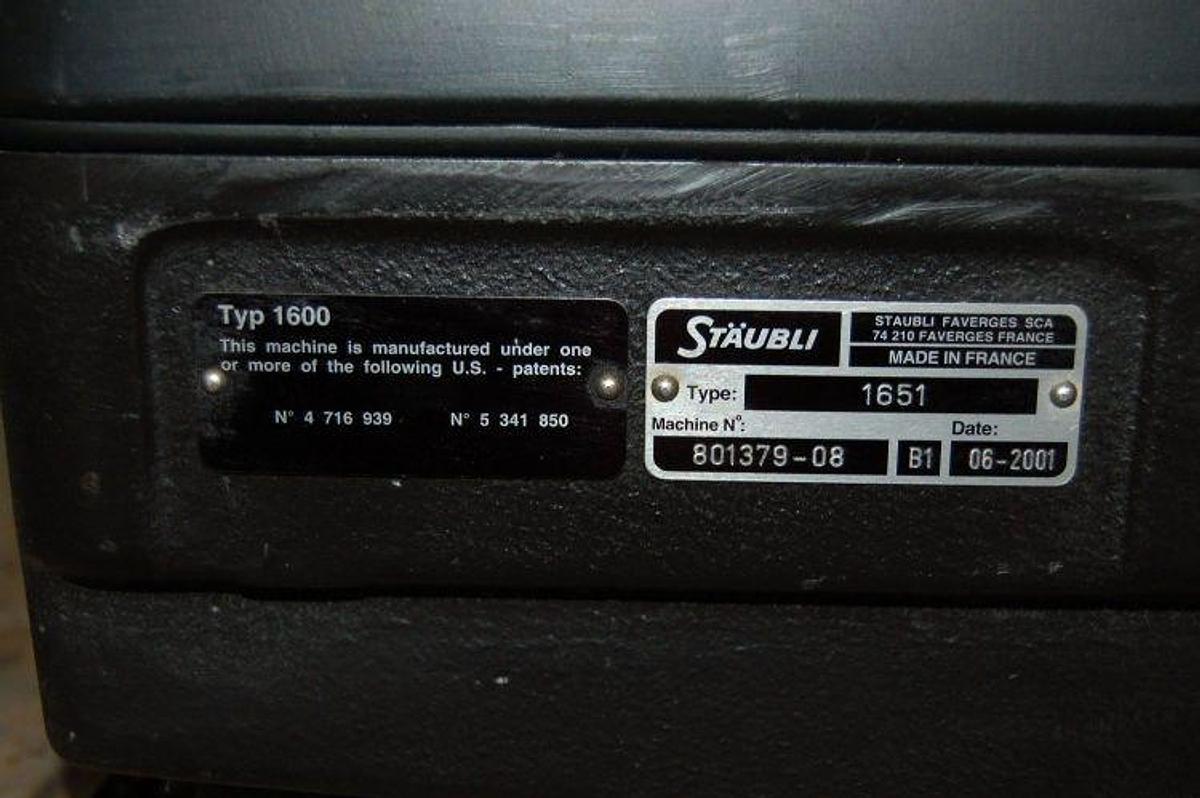 Typ 1600
This machine is manufactured under one
or more of the following U.S. - patents:
N° 4 716 939 N° 5 341 850
STÄUBLI
STAUBLI FAVERGES SCA
74 210 FAVERGES FRANCE
MADE IN FRANCE
Type: 1651
Machine N°: Date:
801379-08 B1 06-2001